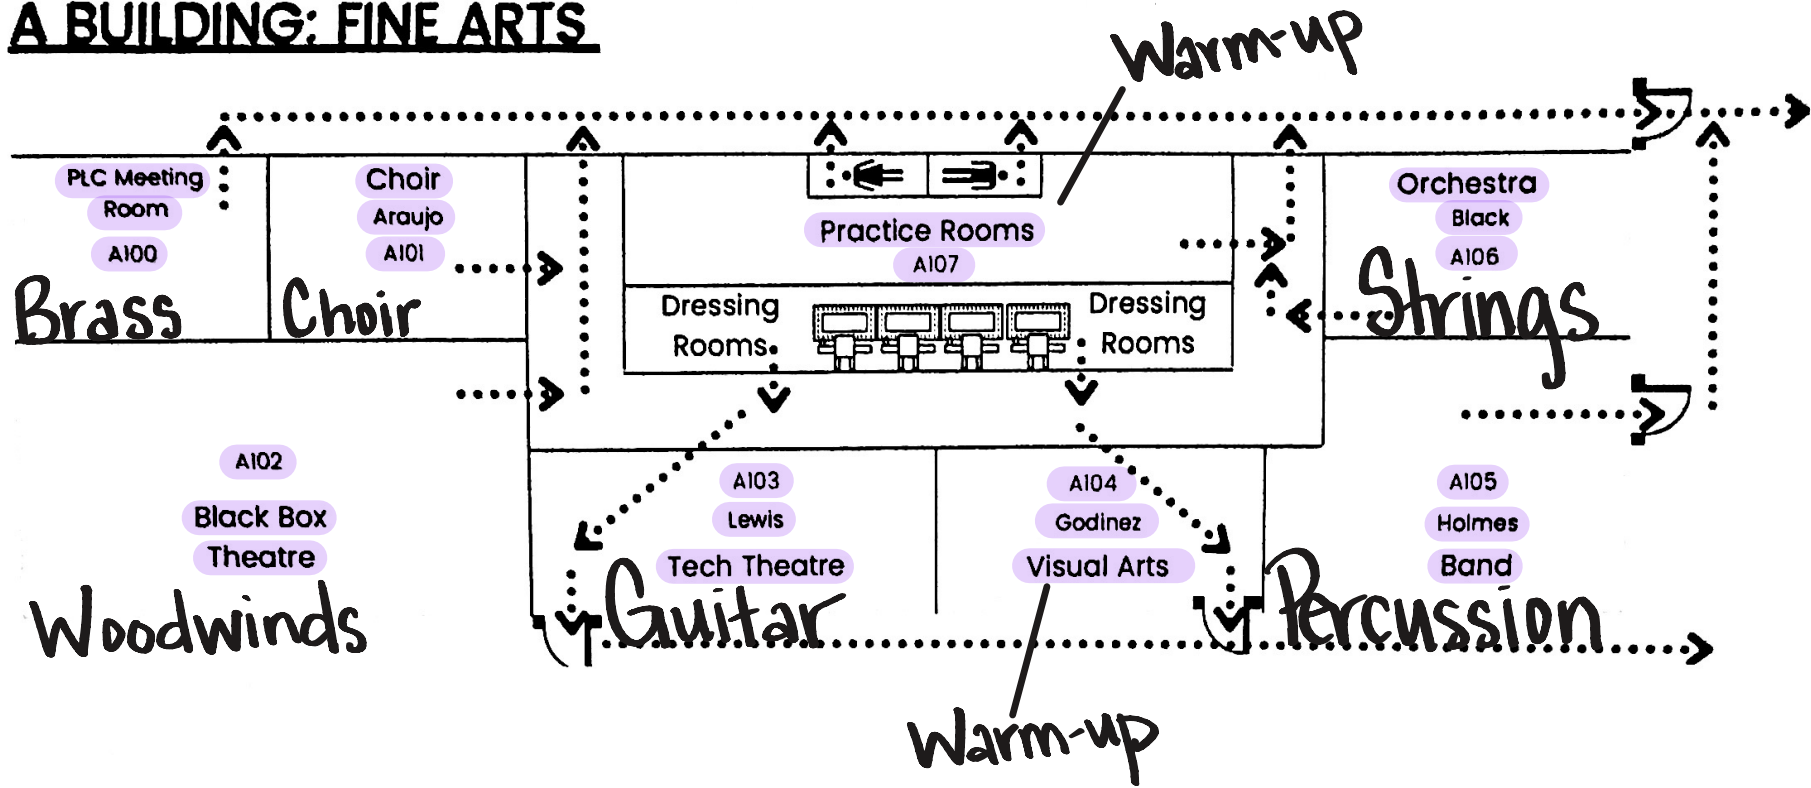 A BUILDING: FINE ARTS
Warm-up
PLC Meeting
Room
A100
Brass
Choir
Araujo
A101
Choir
Practice Rooms
A107
Dressing
Rooms
Dressing
Rooms
Orchestra
Black
A106
Strings
A102
Black Box
Theatre
Woodwinds
A103
Lewis
Tech Theatre
Guitar
A104
Godinez
Visual Arts
A105
Holmes
Band
Percussion
Warm-up